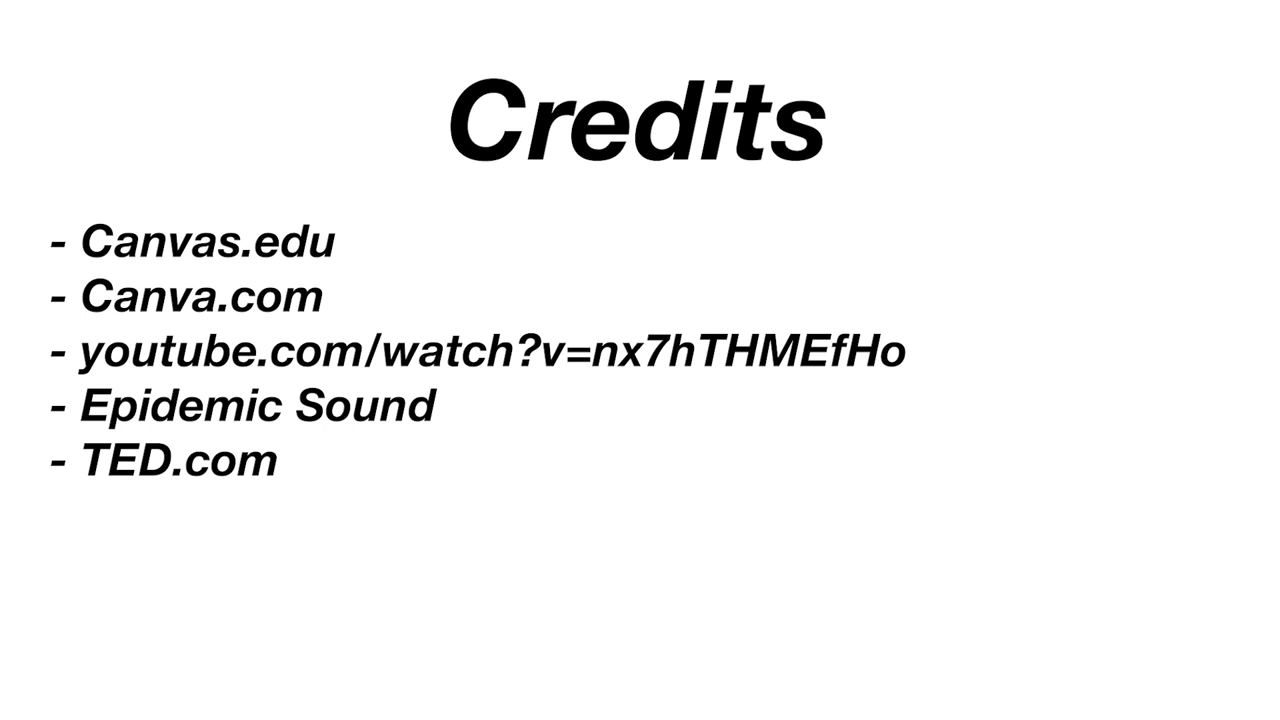 Credits
- Canvas.edu
- Canva.com
- youtube.com/watch?v=nx7hTHMEfHo
- Epidemic Sound
- TED.com